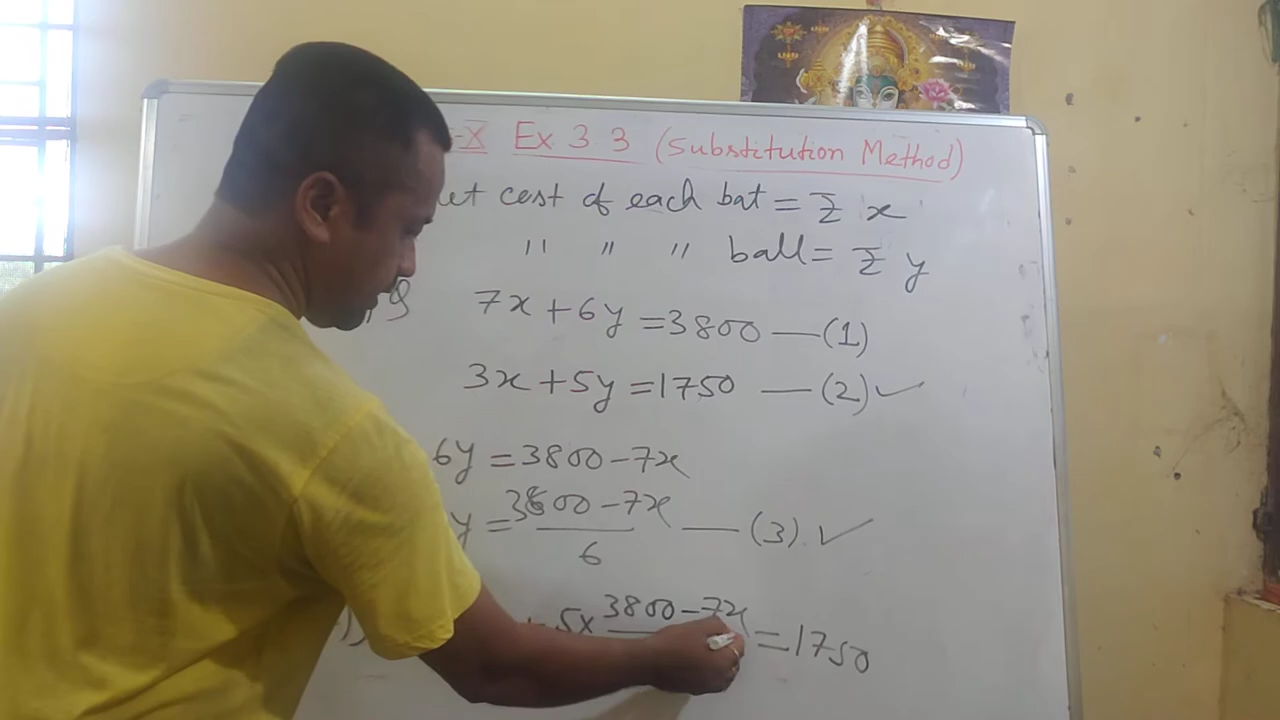 -X Ex 3.3 (Substitution Method)
cost of each bat = ₹ x
" " " ball = ₹ y
7x + 6y = 3800 — (1)
3x + 5y = 1750 — (2) ✓
6y = 3800 - 7x
y = 3800 - 7x / 6 — (3) ✓
5x 3800 - 7x = 1750